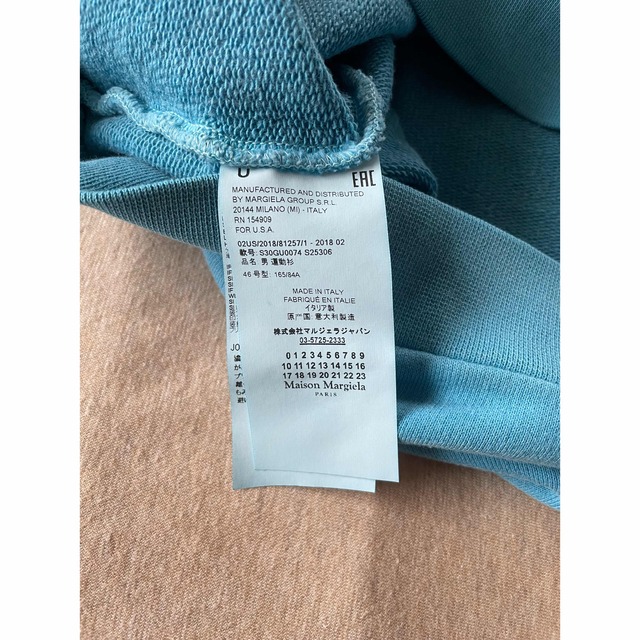 EAC
MANUFACTURED AND DISTRIBUTED
BY MARGIELA GROUP S.R.L.
20144 MILANO (MI) - ITALY
RN 154909
FOR U.S.A.
02US/2018/81257/1 - 2018 02
款号: S30GU0074 S25306
品名 男 運動衫
46 号型: 165/84A
MADE IN ITALY
FABRIQUÉ EN ITALIE
イタリア製
原产国: 意大利製造
株式会社マルジェラジャパン
03-5725-2333
0 1 2 3 4 5 6 7 8 9
10 11 12 13 14 15 16
17 18 19 20 21 22 23
Maison Margiela
PARIS
JO